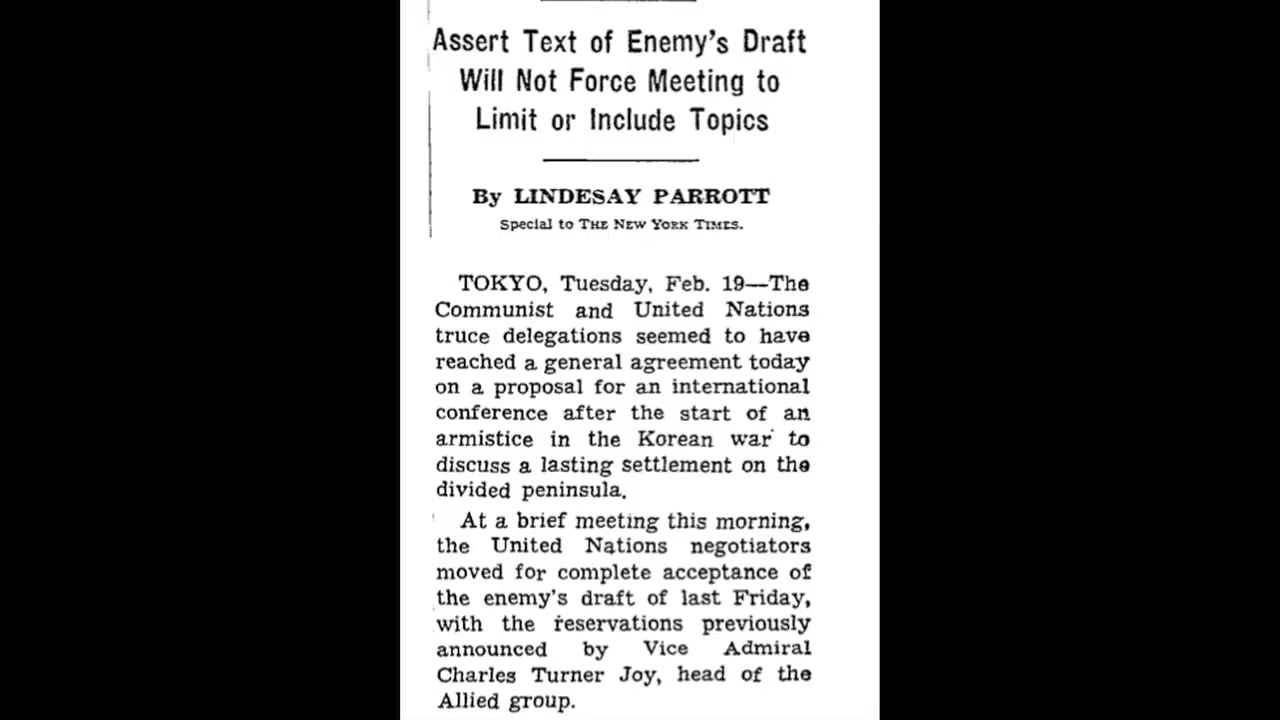 Assert Text of Enemy's Draft
Will Not Force Meeting to
Limit or Include Topics
By LINDESAY PARROTT
Special to THE NEW YORK TIMES.
TOKYO, Tuesday, Feb. 19—The
Communist and United Nations
truce delegations seemed to have
reached a general agreement today
on a proposal for an international
conference after the start of an
armistice in the Korean war to
discuss a lasting settlement on the
divided peninsula.
At a brief meeting this morning,
the United Nations negotiators
moved for complete acceptance of
the enemy's draft of last Friday,
with the reservations previously
announced by Vice Admiral
Charles Turner Joy, head of the
Allied group.